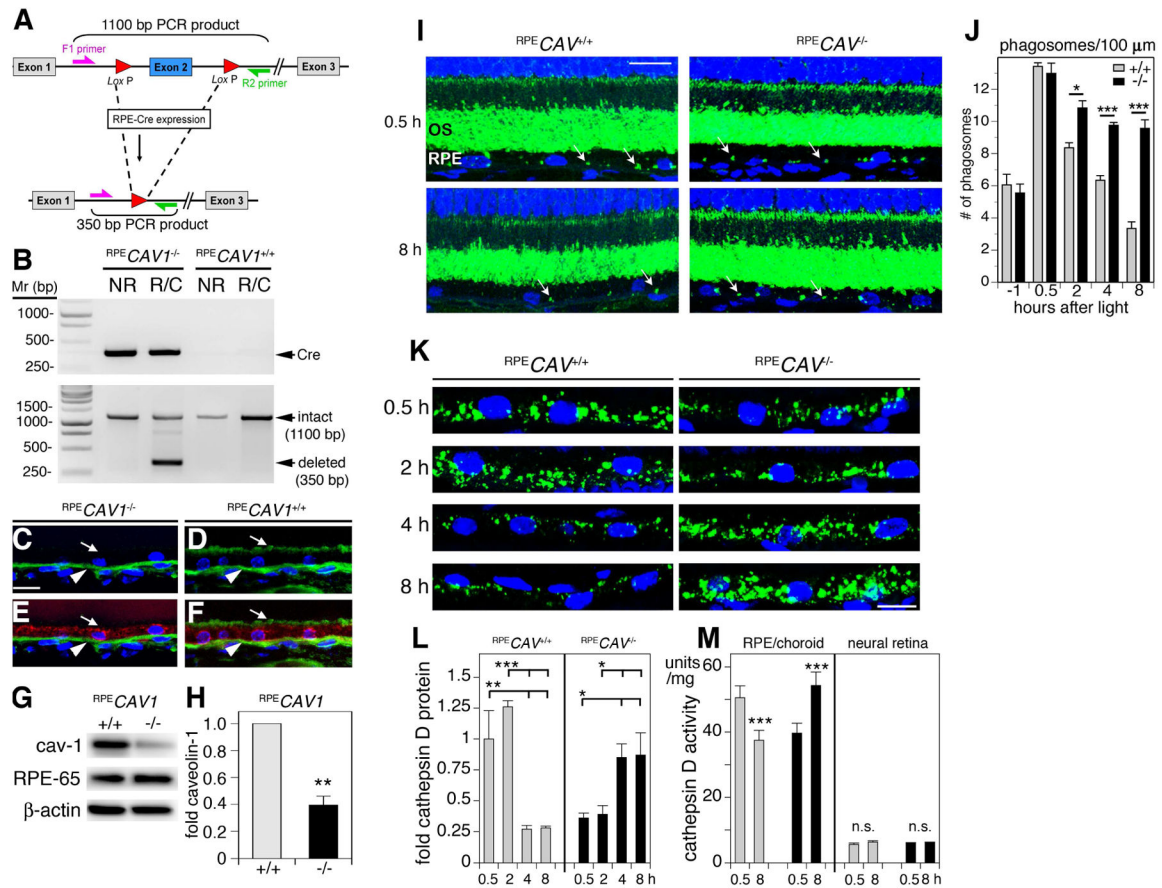 A
1100 bp PCR product
F1 primer
Exon 1
Exon 2
Exon 3
Lox P
Lox P
R2 primer
RPE-Cre expression
Exon 1
Exon 3
350 bp PCR product
B
RPECAV1-/-
RPECAV1+/+
Mr (bp)
NR R/C NR R/C
1000-
500-
250-
Cre
1500-
1000-
500-
250-
intact
(1100 bp)
deleted
(350 bp)
RPECAV1-/-
RPECAV1+/+
C
D
E
F
G
RPECAV1
+/+ -/-
cav-1
RPE-65
β-actin
H
RPECAV1
fold caveolin-1
1.0
0.8
0.6
0.4
0.2
0
**
+/+ -/-
I
RPECAV+/+
RPECAV-/-
0.5 h
OS
RPE
8 h
J
phagosomes/100 µm
+/+
-/-
# of phagosomes
12
10
8
6
4
2
0
* *** ***
-1 0.5 2 4 8
hours after light
K
RPECAV+/+
RPECAV-/-
0.5 h
2 h
4 h
8 h
L
RPECAV+/+
RPECAV-/-
fold cathepsin D protein
1.25
1
0.75
0.5
0.25
0
***
**
*
*
0.5 2 4 8 0.5 2 4 8 h
M
RPE/choroid
neural retina
units
/mg
cathepsin D activity
60
40
20
0
***
***
n.s.
n.s.
0.5 8 0.5 8 0.5 8 0.5 8 h